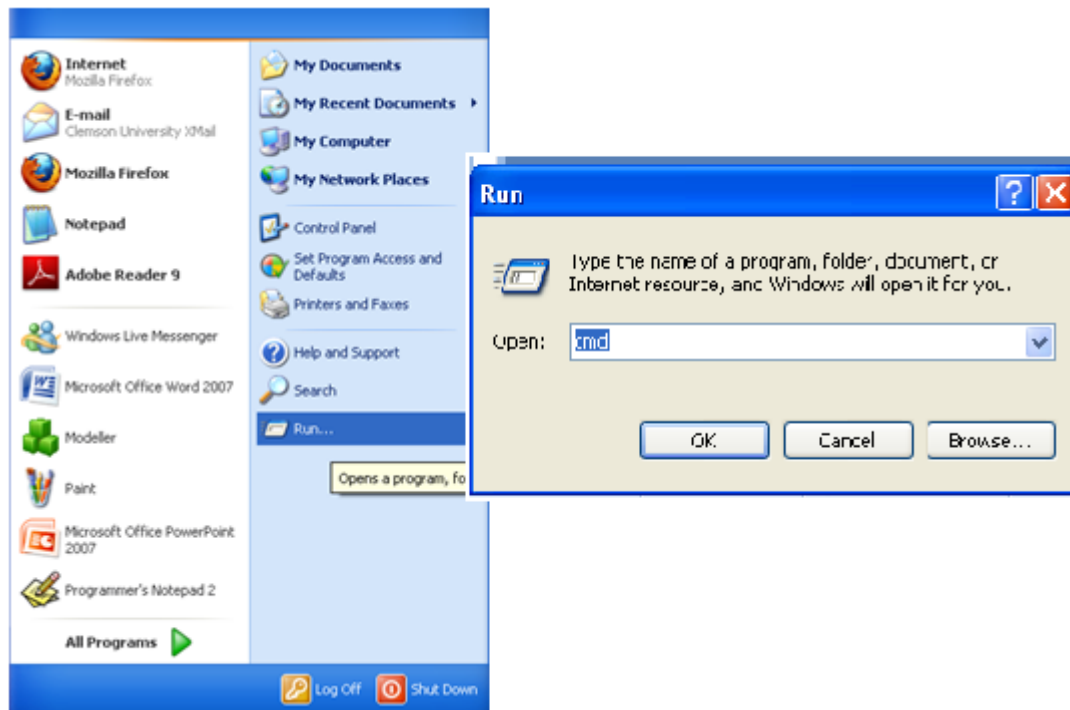 Internet
Mozilla Firefox
E-mail
Clemson University XMail
Mozilla Firefox
Notepad
Adobe Reader 9
Windows Live Messenger
Microsoft Office Word 2007
Modeller
Paint
Microsoft Office PowerPoint
2007
Programmer's Notepad 2
All Programs
My Documents
My Recent Documents
My Computer
My Network Places
Control Panel
Set Program Access and
Defaults
Printers and Faxes
Help and Support
Search
Run...
Opens a program, fo
Log Off
Shut Down
Run
Type the name of a program, folder, document, or
Internet resource, and Windows will open it for you.
Open:
cmd
OK
Cancel
Browse...